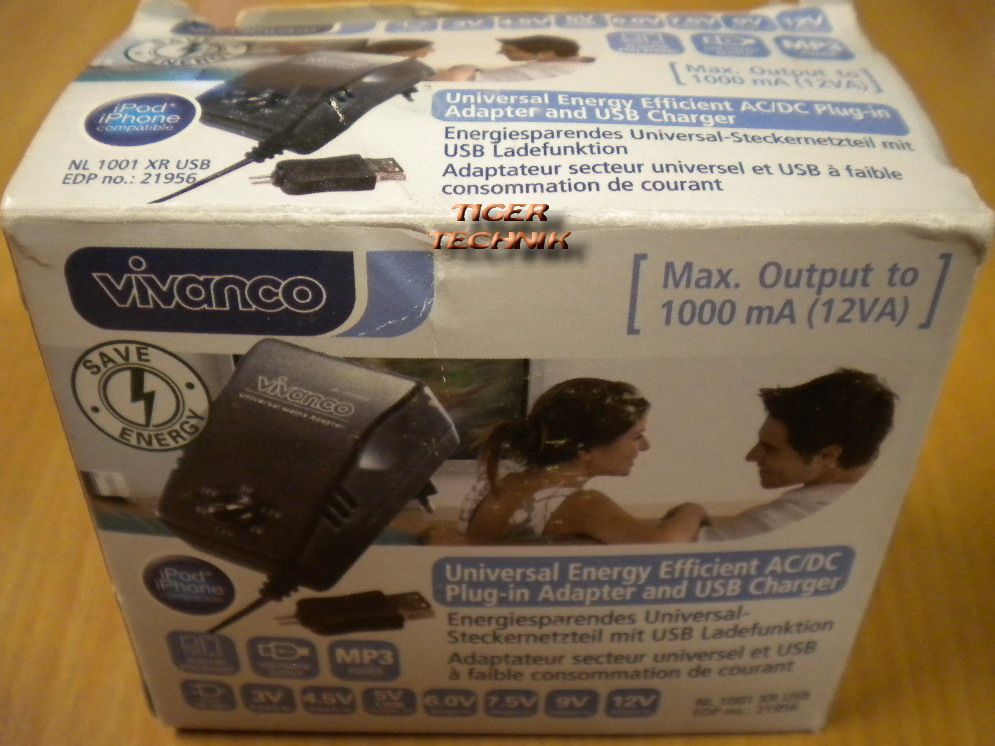 3V 4.5V 5V 6.0V 7.5V 9V 12V
MP3
[Max. Output to
1000 mA (12VA)]
ENERGY
iPod
iPhone
compatible
Universal Energy Efficient AC/DC Plug-in
Adapter and USB Charger
Energiesparendes Universal-Steckernetzteil mit
USB Ladefunktion
Adaptateur secteur universel et USB à faible
consommation de courant
NL 1001 XR USB
EDP no.: 21956
TIGER
TECHNIK
vivanco
[Max. Output to
1000 mA (12VA)]
SAVE
ENERGY
vivanco
Universal Mains Adapter
iPod
iPhone
compatible
Universal Energy Efficient AC/DC
Plug-in Adapter and USB Charger
Energiesparendes Universal-
Steckernetzteil mit USB Ladefunktion
Adaptateur secteur universel et USB
à faible consommation de courant
MP3
3V 4.5V 5V 6.0V 7.5V 9V 12V
NL 1001 XR USB
EDP no.: 21956